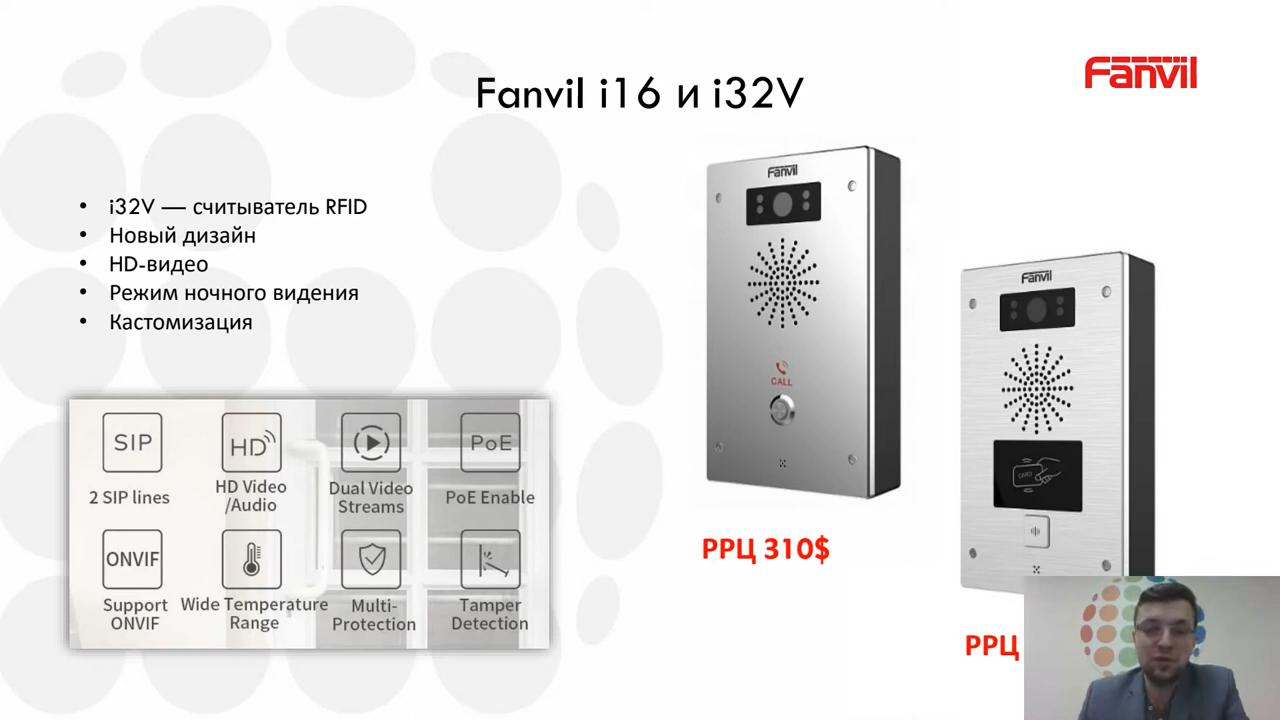 Fanvil i16 и i32V
Fanvil
• i32V — считыватель RFID
• Новый дизайн
• HD-видео
• Режим ночного видения
• Кастомизация
SIP
2 SIP lines
HD
HD Video
/Audio
Dual Video
Streams
PoE
PoE Enable
ONVIF
Support
ONVIF
Wide Temperature
Range
Multi-
Protection
Tamper
Detection
Fanvil
CALL
РРЦ 310$
Fanvil
CARD
РРЦ